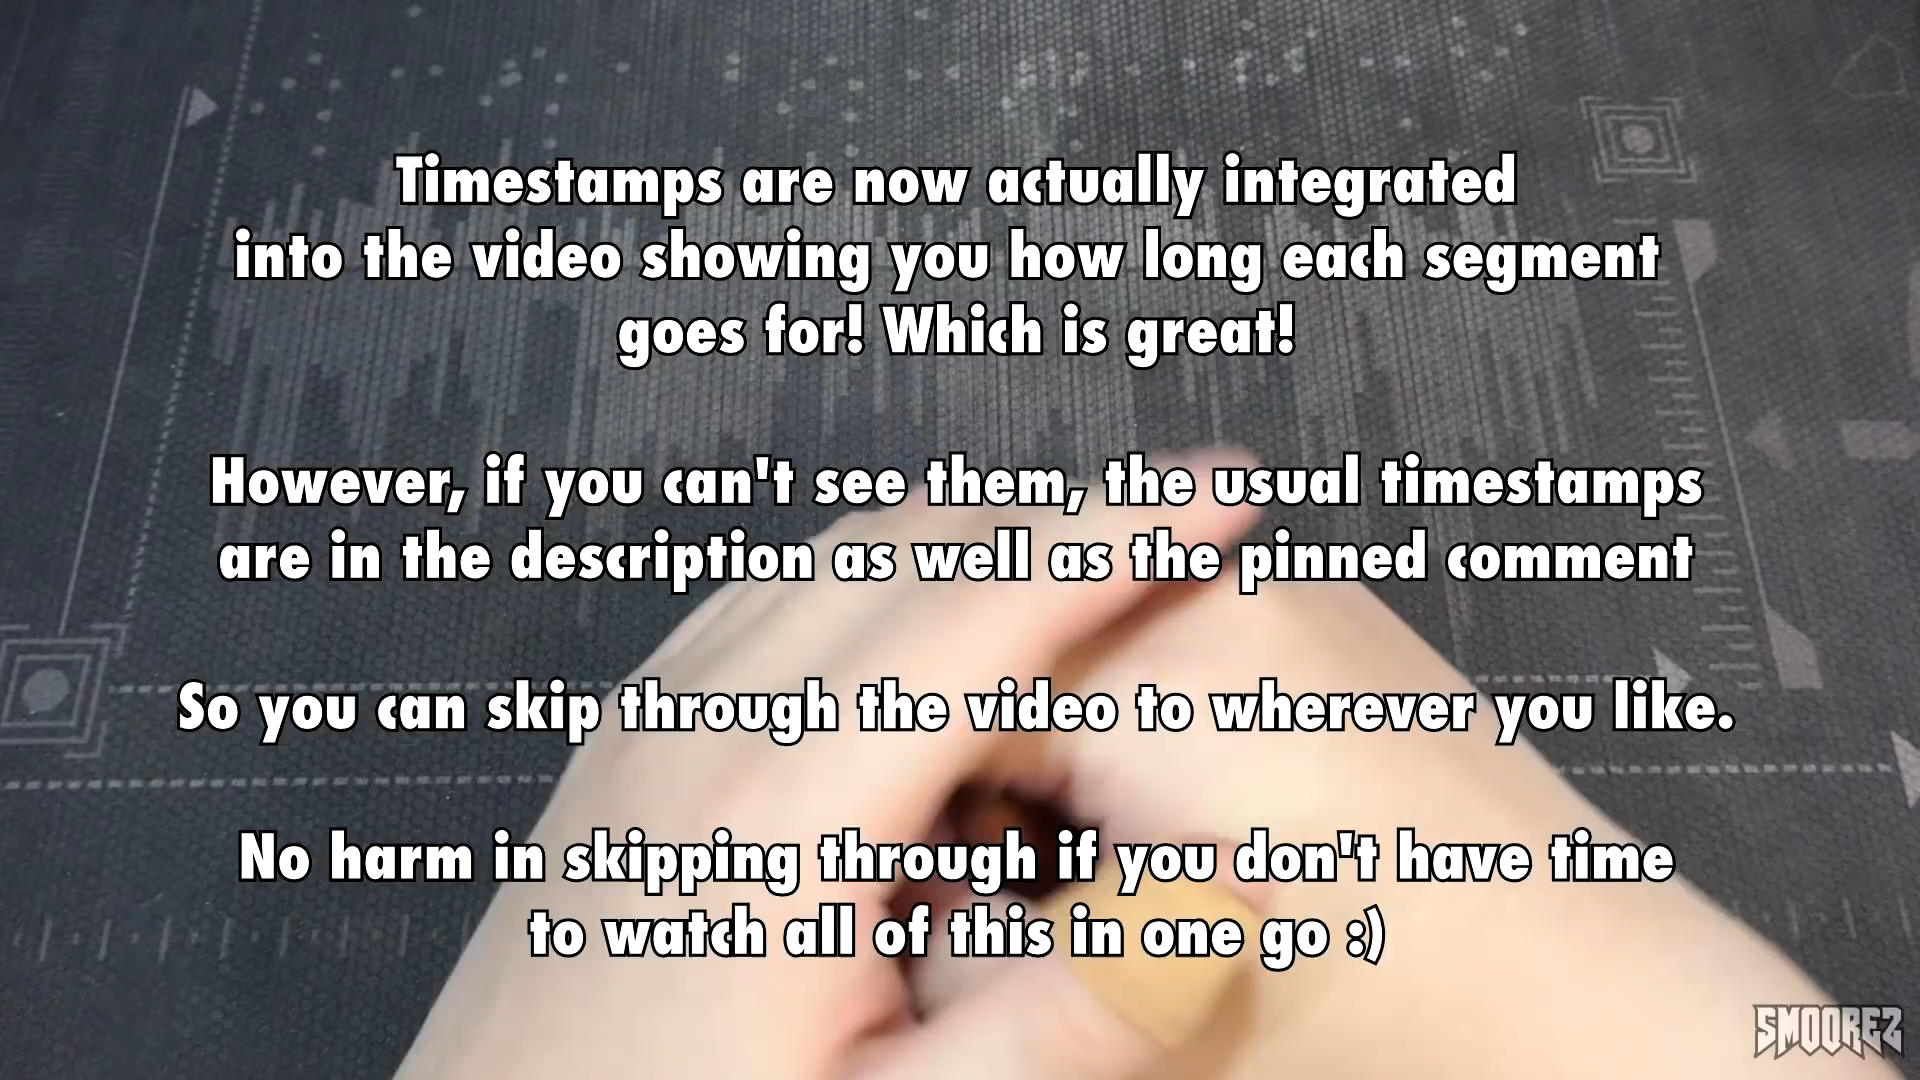 Timestamps are now actually integrated
into the video showing you how long each segment
goes for! Which is great!
However, if you can't see them, the usual timestamps
are in the description as well as the pinned comment
So you can skip through the video to wherever you like.
No harm in skipping through if you don't have time
to watch all of this in one go :)
SMOOREZ